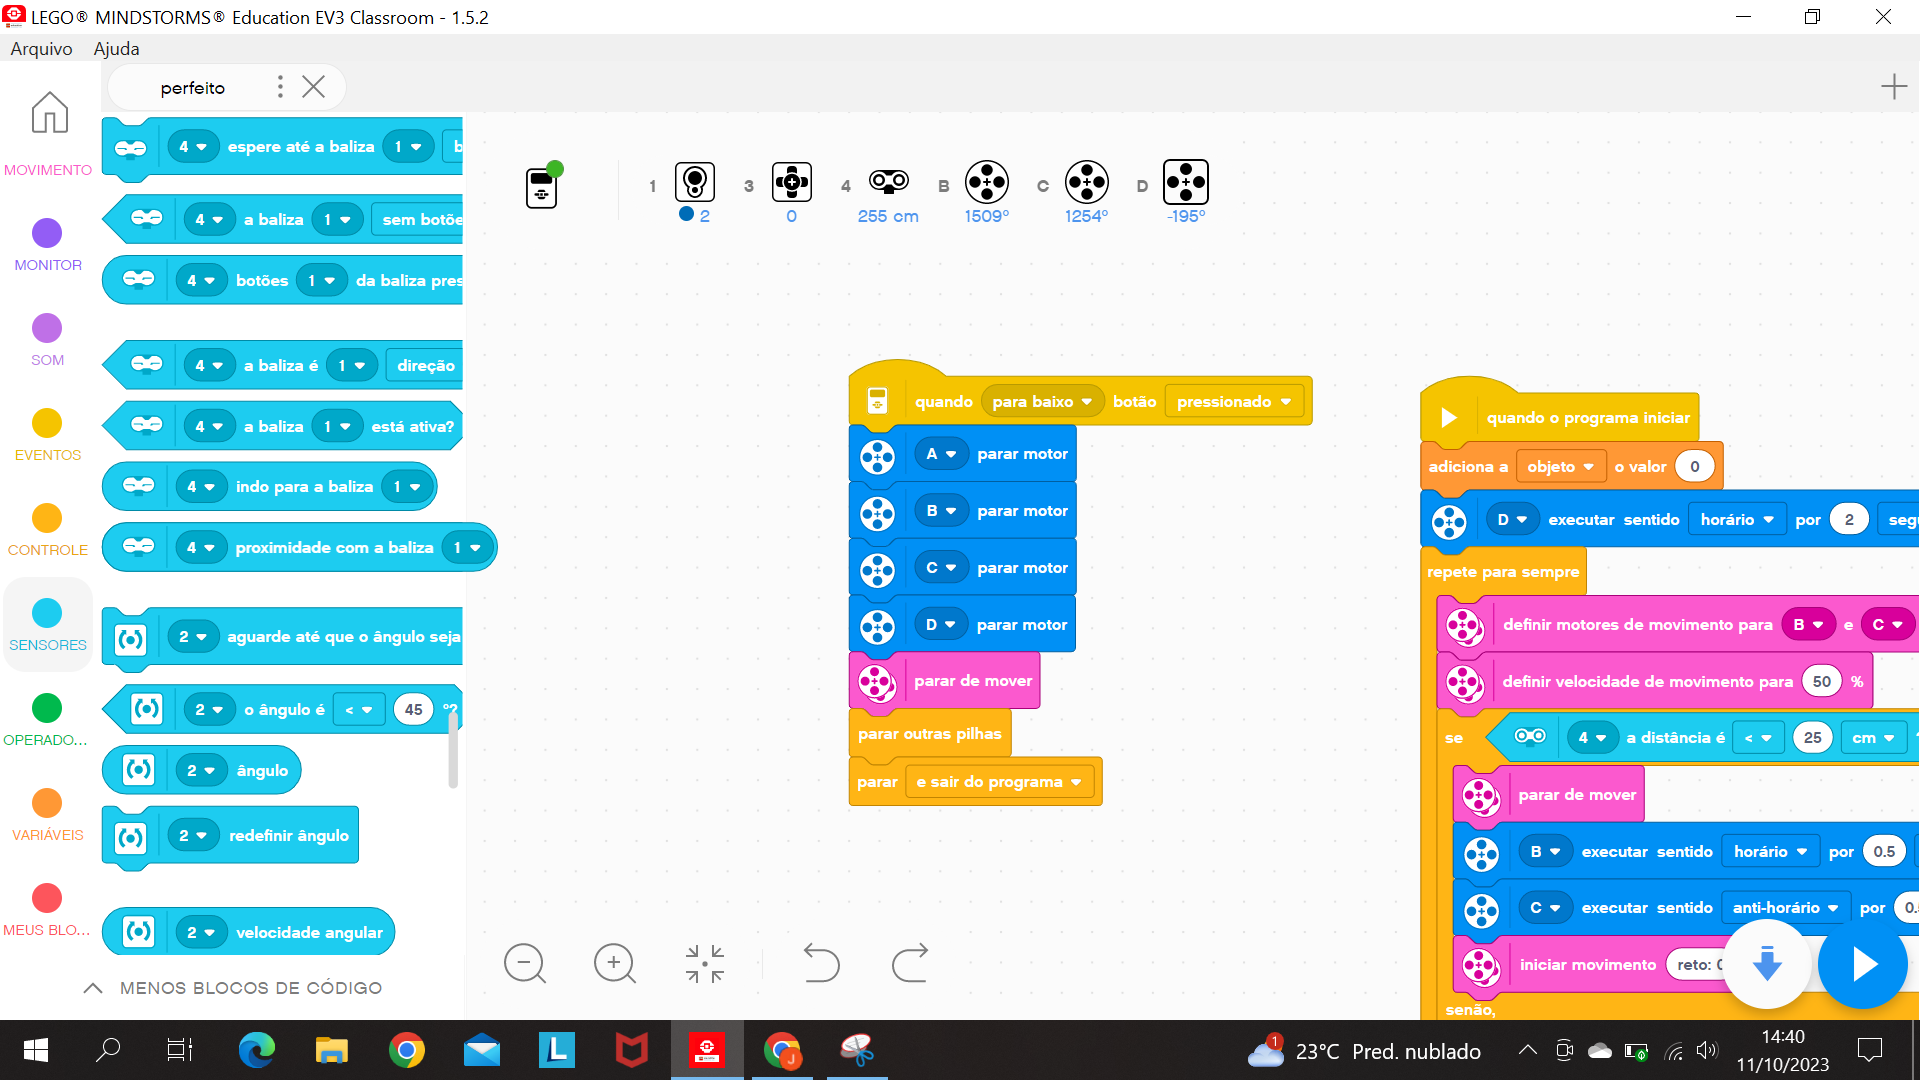 LEGO® MINDSTORMS® Education EV3 Classroom - 1.5.2
Arquivo Ajuda
perfeito
MOVIMENTO
MONITOR
SOM
EVENTOS
CONTROLE
SENSORES
OPERADO...
VARIÁVEIS
MEUS BLO...
4 espere até a baliza 1 b
4 a baliza 1 sem botõe
4 botões 1 da baliza pres
4 a baliza é 1 direção
4 a baliza 1 está ativa?
4 indo para a baliza 1
4 proximidade com a baliza 1
2 aguarde até que o ângulo seja
2 o ângulo é < 45 º?
2 ângulo
2 redefinir ângulo
2 velocidade angular
MENOS BLOCOS DE CÓDIGO
1 3 4 B C D
2 0 255 cm 1509° 1254° -195°
quando para baixo botão pressionado
A parar motor
B parar motor
C parar motor
D parar motor
parar de mover
parar outras pilhas
parar e sair do programa
quando o programa iniciar
adiciona a objeto o valor 0
D executar sentido horário por 2 segu
repete para sempre
definir motores de movimento para B e C
definir velocidade de movimento para 50 %
se 4 a distância é < 25 cm
parar de mover
B executar sentido horário por 0.5
C executar sentido anti-horário por 0.
iniciar movimento reto: 0
senão,
L
J
1
23°C Pred. nublado
14:40
11/10/2023